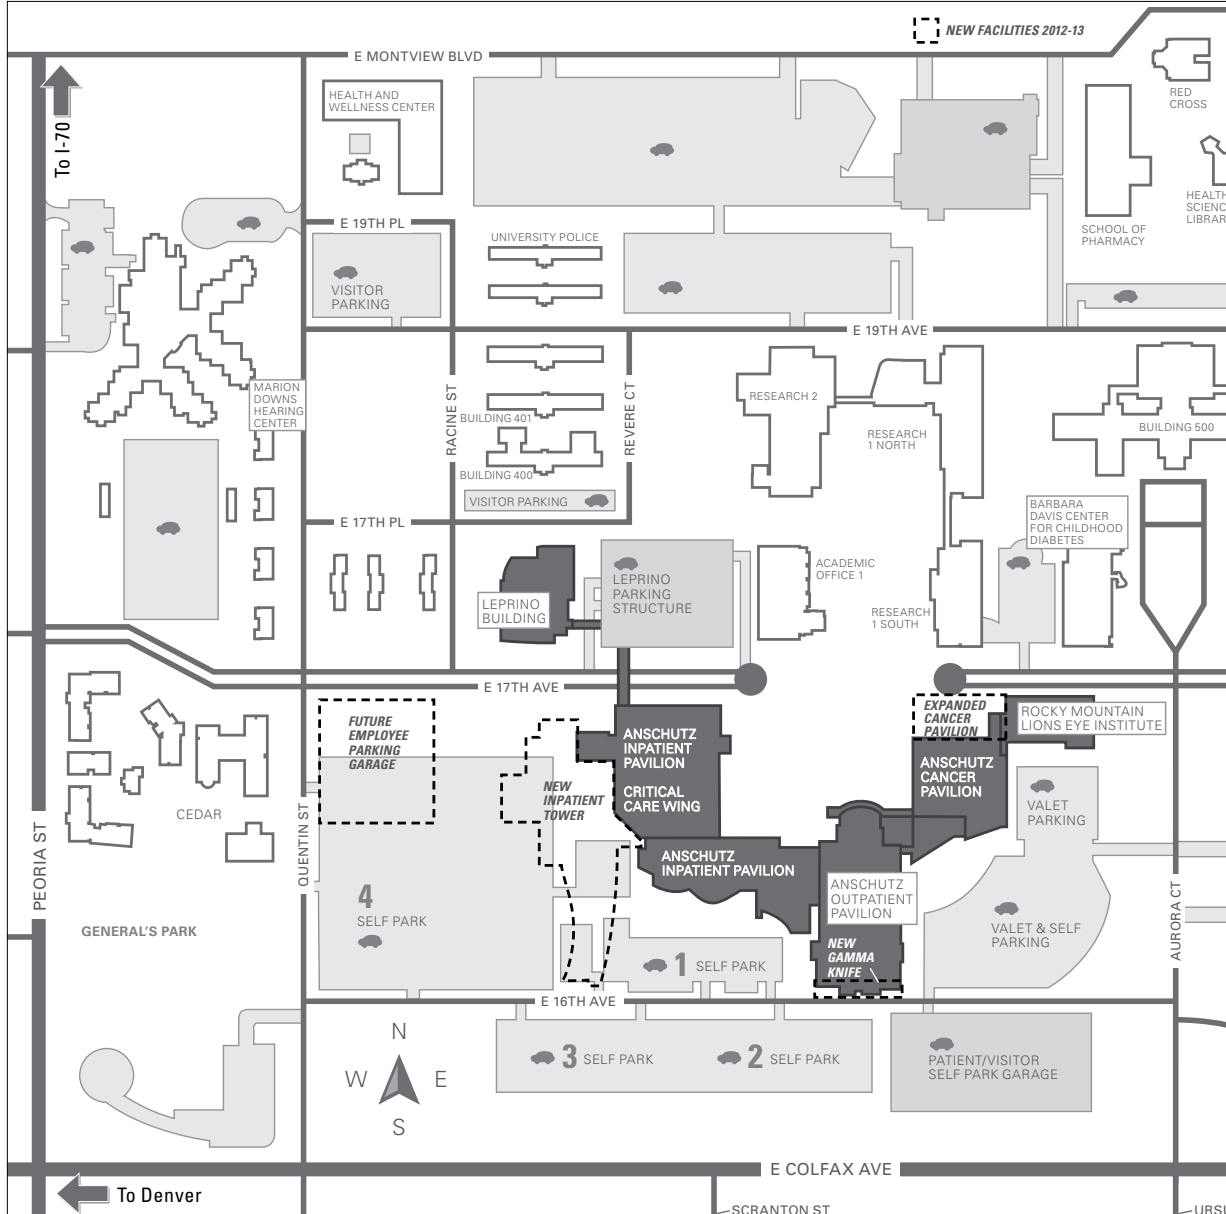 NEW FACILITIES 2012-13
E MONTVIEW BLVD
To I-70
HEALTH AND
WELLNESS CENTER
RED
CROSS
SCHOOL OF
PHARMACY
HEALTH
SCIENC
LIBRAR
E 19TH PL
UNIVERSITY POLICE
VISITOR
PARKING
E 19TH AVE
MARION
DOWNS
HEARING
CENTER
RACINE ST
REVERE CT
BUILDING 401
BUILDING 400
VISITOR PARKING
RESEARCH 2
RESEARCH
1 NORTH
BUILDING 500
E 17TH PL
BARBARA
DAVIS CENTER
FOR CHILDHOOD
DIABETES
LEPRINO
BUILDING
LEPRINO
PARKING
STRUCTURE
ACADEMIC
OFFICE 1
RESEARCH
1 SOUTH
E 17TH AVE
FUTURE
EMPLOYEE
PARKING
GARAGE
NEW
INPATIENT
TOWER
ANSCHUTZ
INPATIENT
PAVILION
CRITICAL
CARE WING
EXPANDED
CANCER
PAVILION
ROCKY MOUNTAIN
LIONS EYE INSTITUTE
ANSCHUTZ
CANCER
PAVILION
VALET
PARKING
CEDAR
PEORIA ST
QUENTIN ST
ANSCHUTZ
INPATIENT PAVILION
ANSCHUTZ
OUTPATIENT
PAVILION
4
SELF PARK
GENERAL'S PARK
VALET & SELF
PARKING
AURORA CT
NEW
GAMMA
KNIFE
1 SELF PARK
E 16TH AVE
N
W E
S
3 SELF PARK
2 SELF PARK
PATIENT/VISITOR
SELF PARK GARAGE
E COLFAX AVE
To Denver
SCRANTON ST
URSU